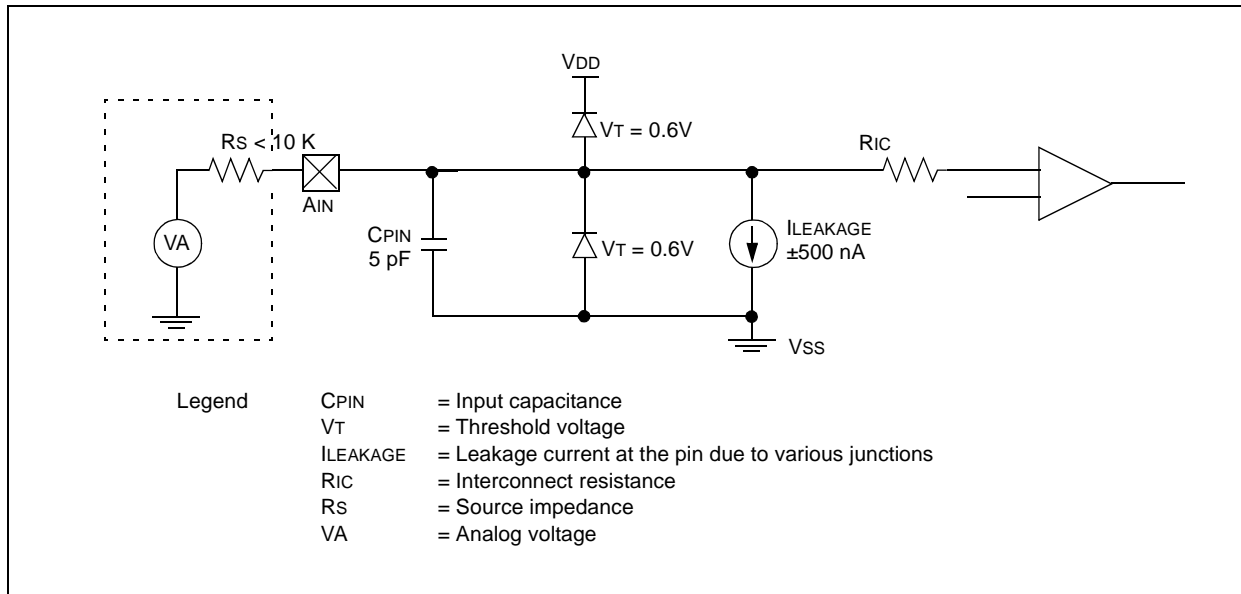 VDD
VT = 0.6V
RS < 10 K
RIC
AIN
VA
CPIN
5 pF
VT = 0.6V
ILEAKAGE
±500 nA
VSS
Legend
CPIN = Input capacitance
VT = Threshold voltage
ILEAKAGE = Leakage current at the pin due to various junctions
RIC = Interconnect resistance
RS = Source impedance
VA = Analog voltage